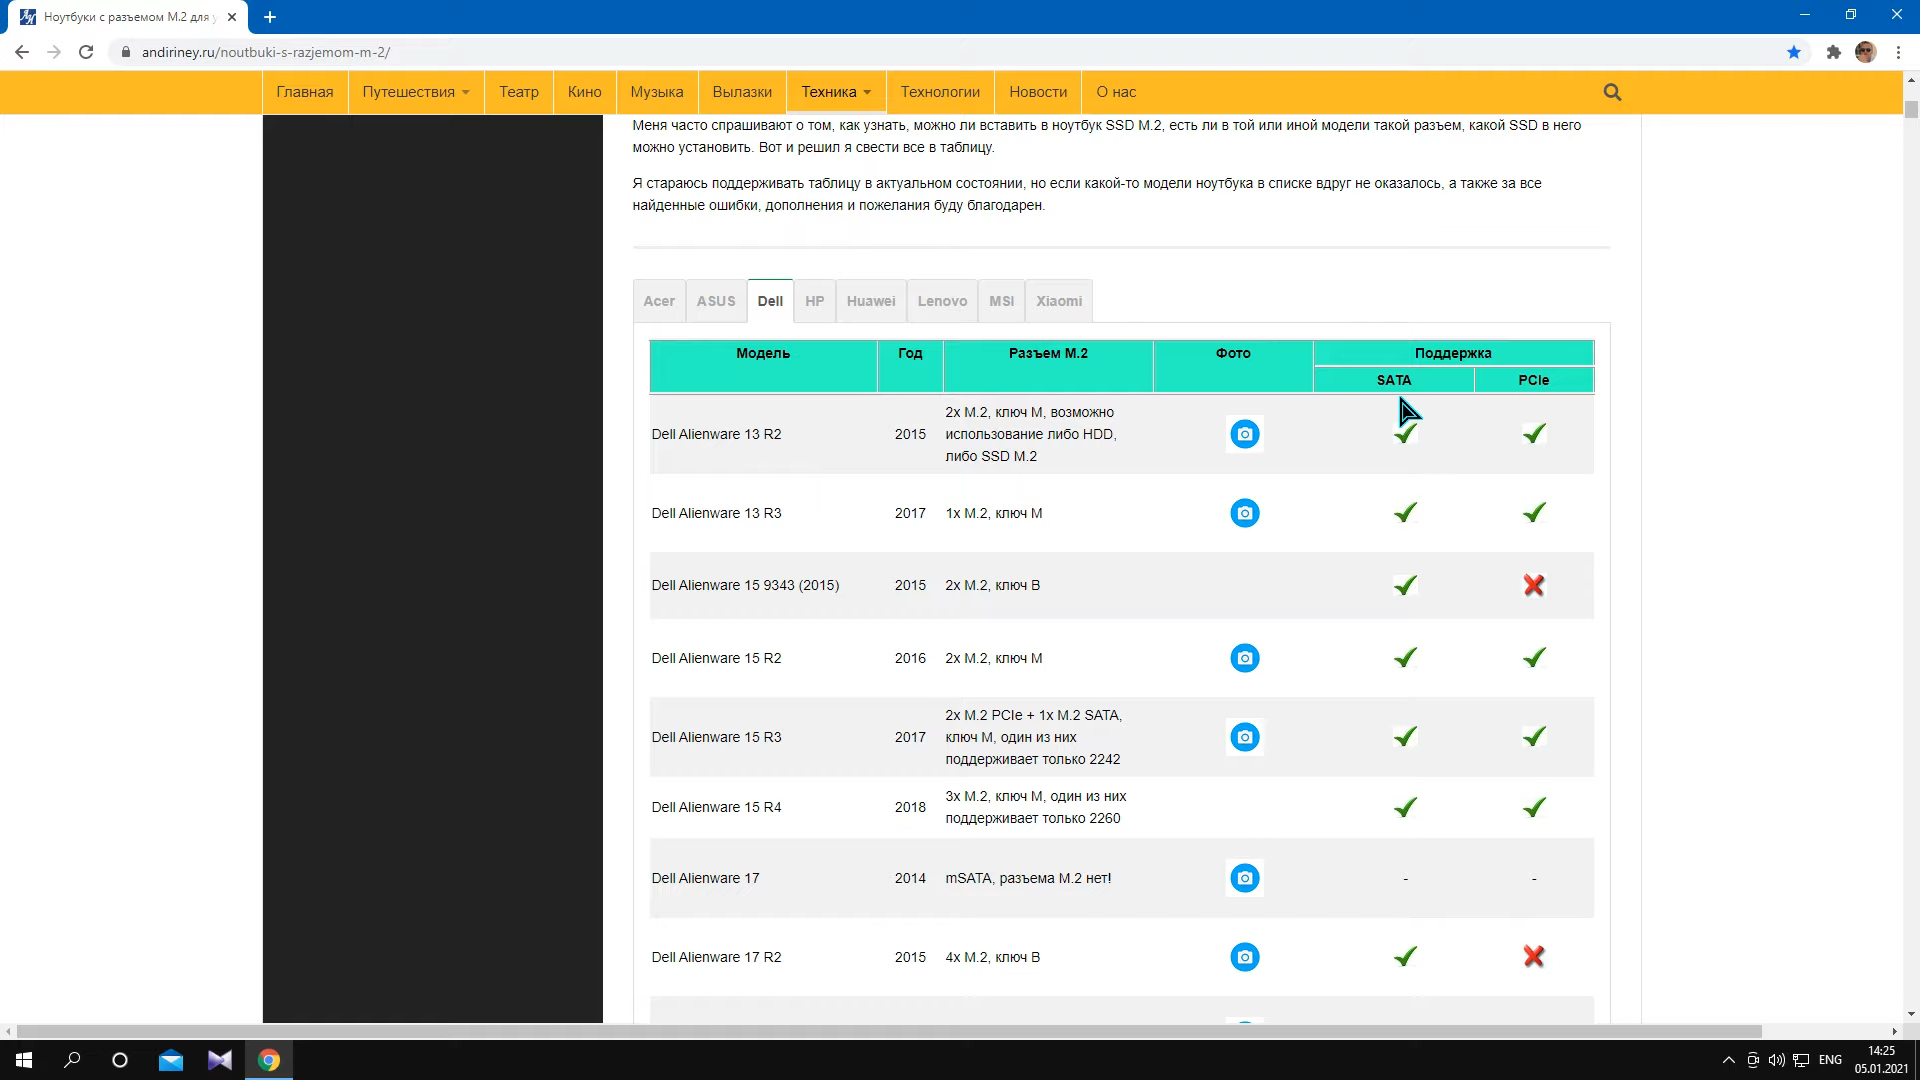 Ноутбуки с разъемом M.2 для у
andiriney.ru/noutbuki-s-razjemom-m-2/
Главная
Путешествия
Театр
Кино
Музыка
Вылазки
Техника
Технологии
Новости
О нас
Меня часто спрашивают о том, как узнать, можно ли вставить в ноутбук SSD M.2, есть ли в той или иной модели такой разъем, какой SSD в него
можно установить. Вот и решил я свести все в таблицу.
Я стараюсь поддерживать таблицу в актуальном состоянии, но если какой-то модели ноутбука в списке вдруг не оказалось, а также за все
найденные ошибки, дополнения и пожелания буду благодарен.
Acer
ASUS
Dell
HP
Huawei
Lenovo
MSI
Xiaomi
Модель
Год
Разъем M.2
Фото
Поддержка
SATA
PCIe
Dell Alienware 13 R2
2015
2x M.2, ключ M, возможно
использование либо HDD,
либо SSD M.2
Dell Alienware 13 R3
2017
1x M.2, ключ M
Dell Alienware 15 9343 (2015)
2015
2x M.2, ключ B
Dell Alienware 15 R2
2016
2x M.2, ключ M
Dell Alienware 15 R3
2017
2x M.2 PCIe + 1x M.2 SATA,
ключ M, один из них
поддерживает только 2242
Dell Alienware 15 R4
2018
3x M.2, ключ M, один из них
поддерживает только 2260
Dell Alienware 17
2014
mSATA, разъема M.2 нет!
-
-
Dell Alienware 17 R2
2015
4x M.2, ключ B
ENG
14:25
05.01.2021